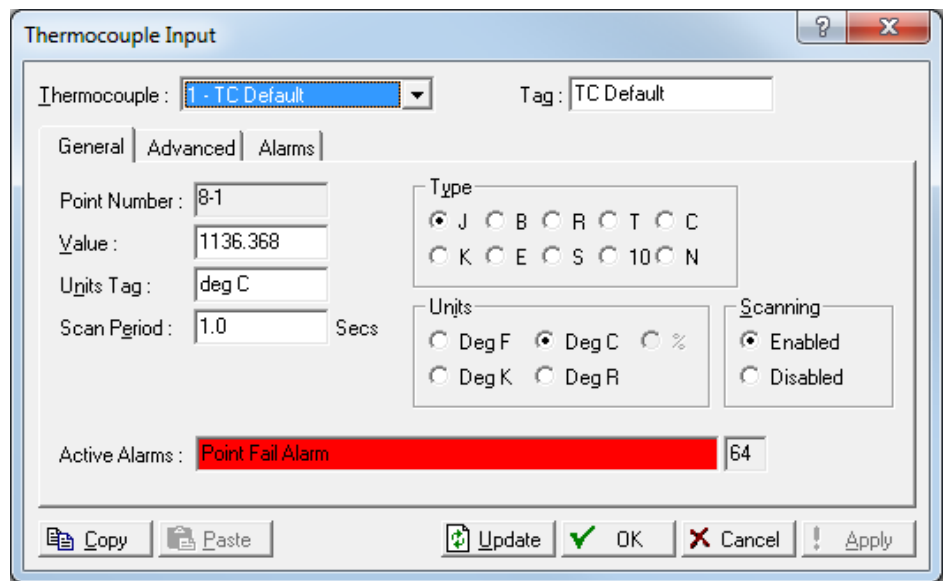 Thermocouple Input
Thermocouple : 1 - TC Default Tag : TC Default
General Advanced Alarms
Point Number : 8-1
Value : 1136.368
Units Tag : deg C
Scan Period : 1.0 Secs
Type
J B R T C
K E S 10 N
Units
Deg F Deg C %
Deg K Deg R
Scanning
Enabled
Disabled
Active Alarms : Point Fail Alarm 64
Copy Paste Update OK Cancel Apply